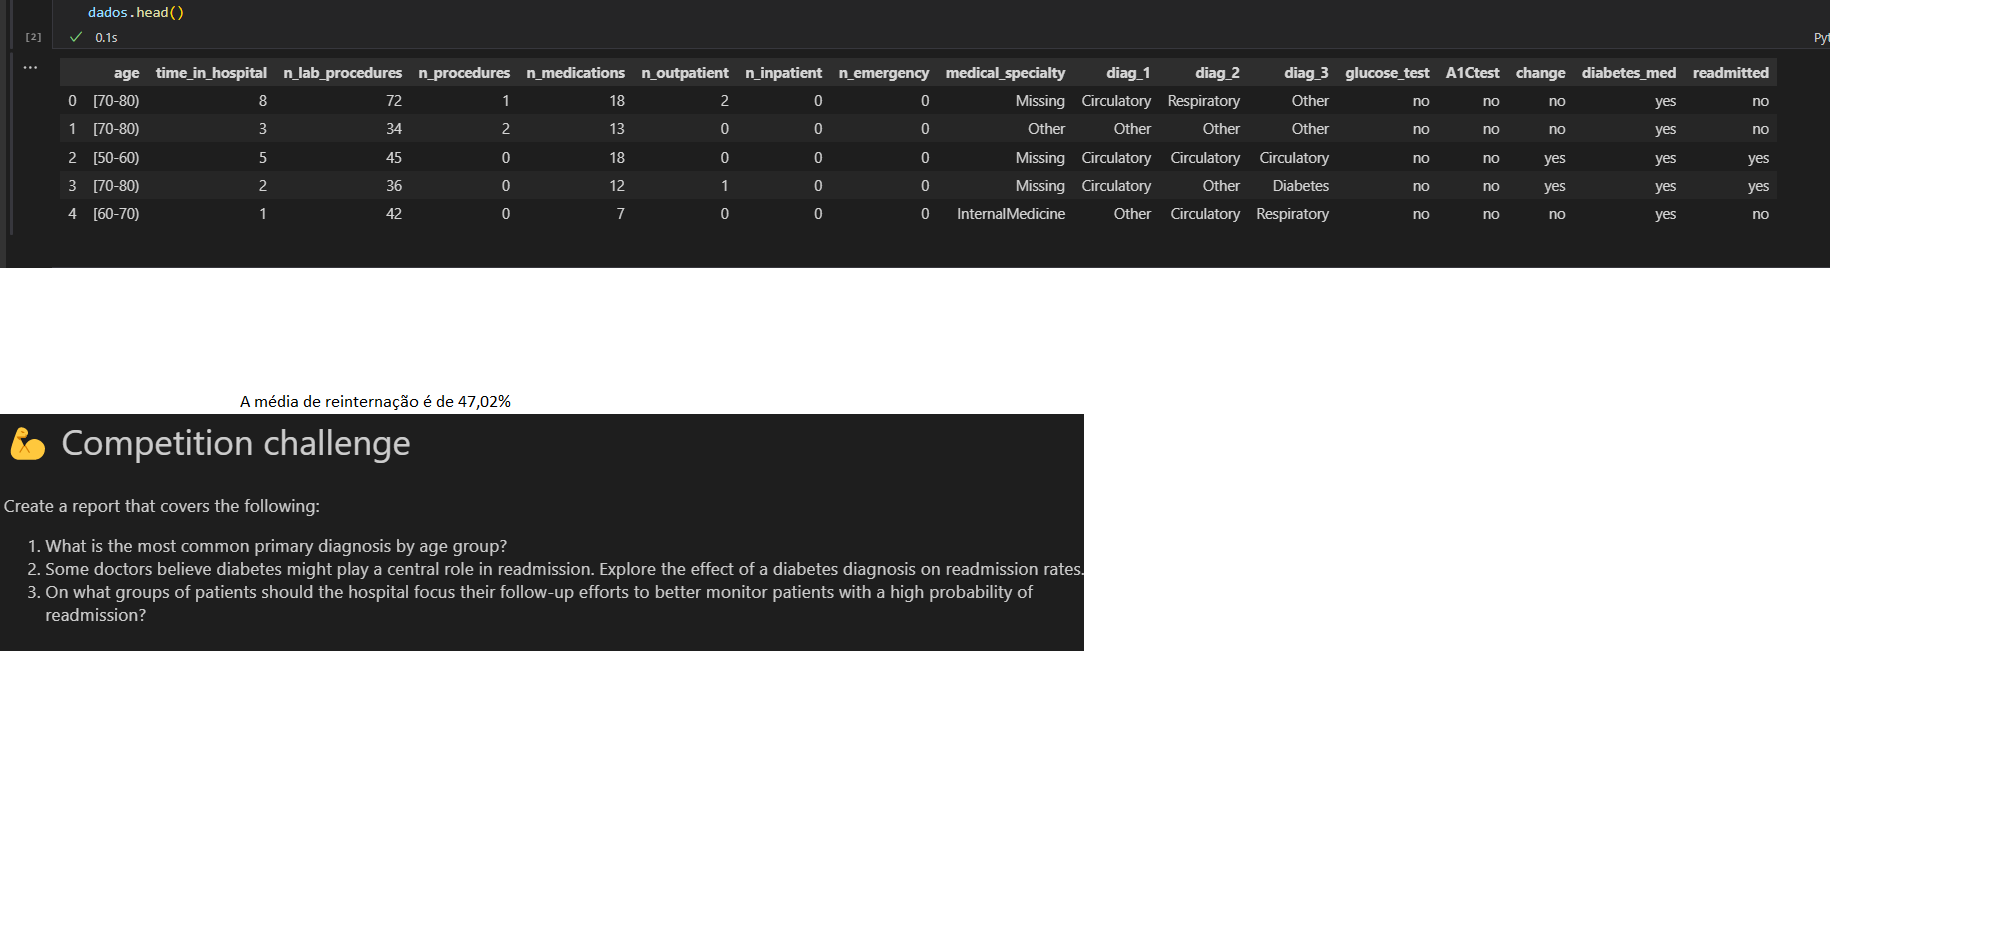 dados.head()
[2] ✓ 0.1s
... age time_in_hospital n_lab_procedures n_procedures n_medications n_outpatient n_inpatient n_emergency medical_specialty diag_1 diag_2 diag_3 glucose_test A1Ctest change diabetes_med readmitted
0 [70-80) 8 72 1 18 2 0 0 Missing Circulatory Respiratory Other no no no yes no
1 [70-80) 3 34 2 13 0 0 0 Other Other Other Other no no no yes no
2 [50-60) 5 45 0 18 0 0 0 Missing Circulatory Circulatory Circulatory no no yes yes yes
3 [70-80) 2 36 0 12 1 0 0 Missing Circulatory Other Diabetes no no yes yes yes
4 [60-70) 1 42 0 7 0 0 0 InternalMedicine Other Circulatory Respiratory no no no yes no
A média de reinternação é de 47,02%
💪 Competition challenge
Create a report that covers the following:
1. What is the most common primary diagnosis by age group?
2. Some doctors believe diabetes might play a central role in readmission. Explore the effect of a diabetes diagnosis on readmission rates.
3. On what groups of patients should the hospital focus their follow-up efforts to better monitor patients with a high probability of
readmission?